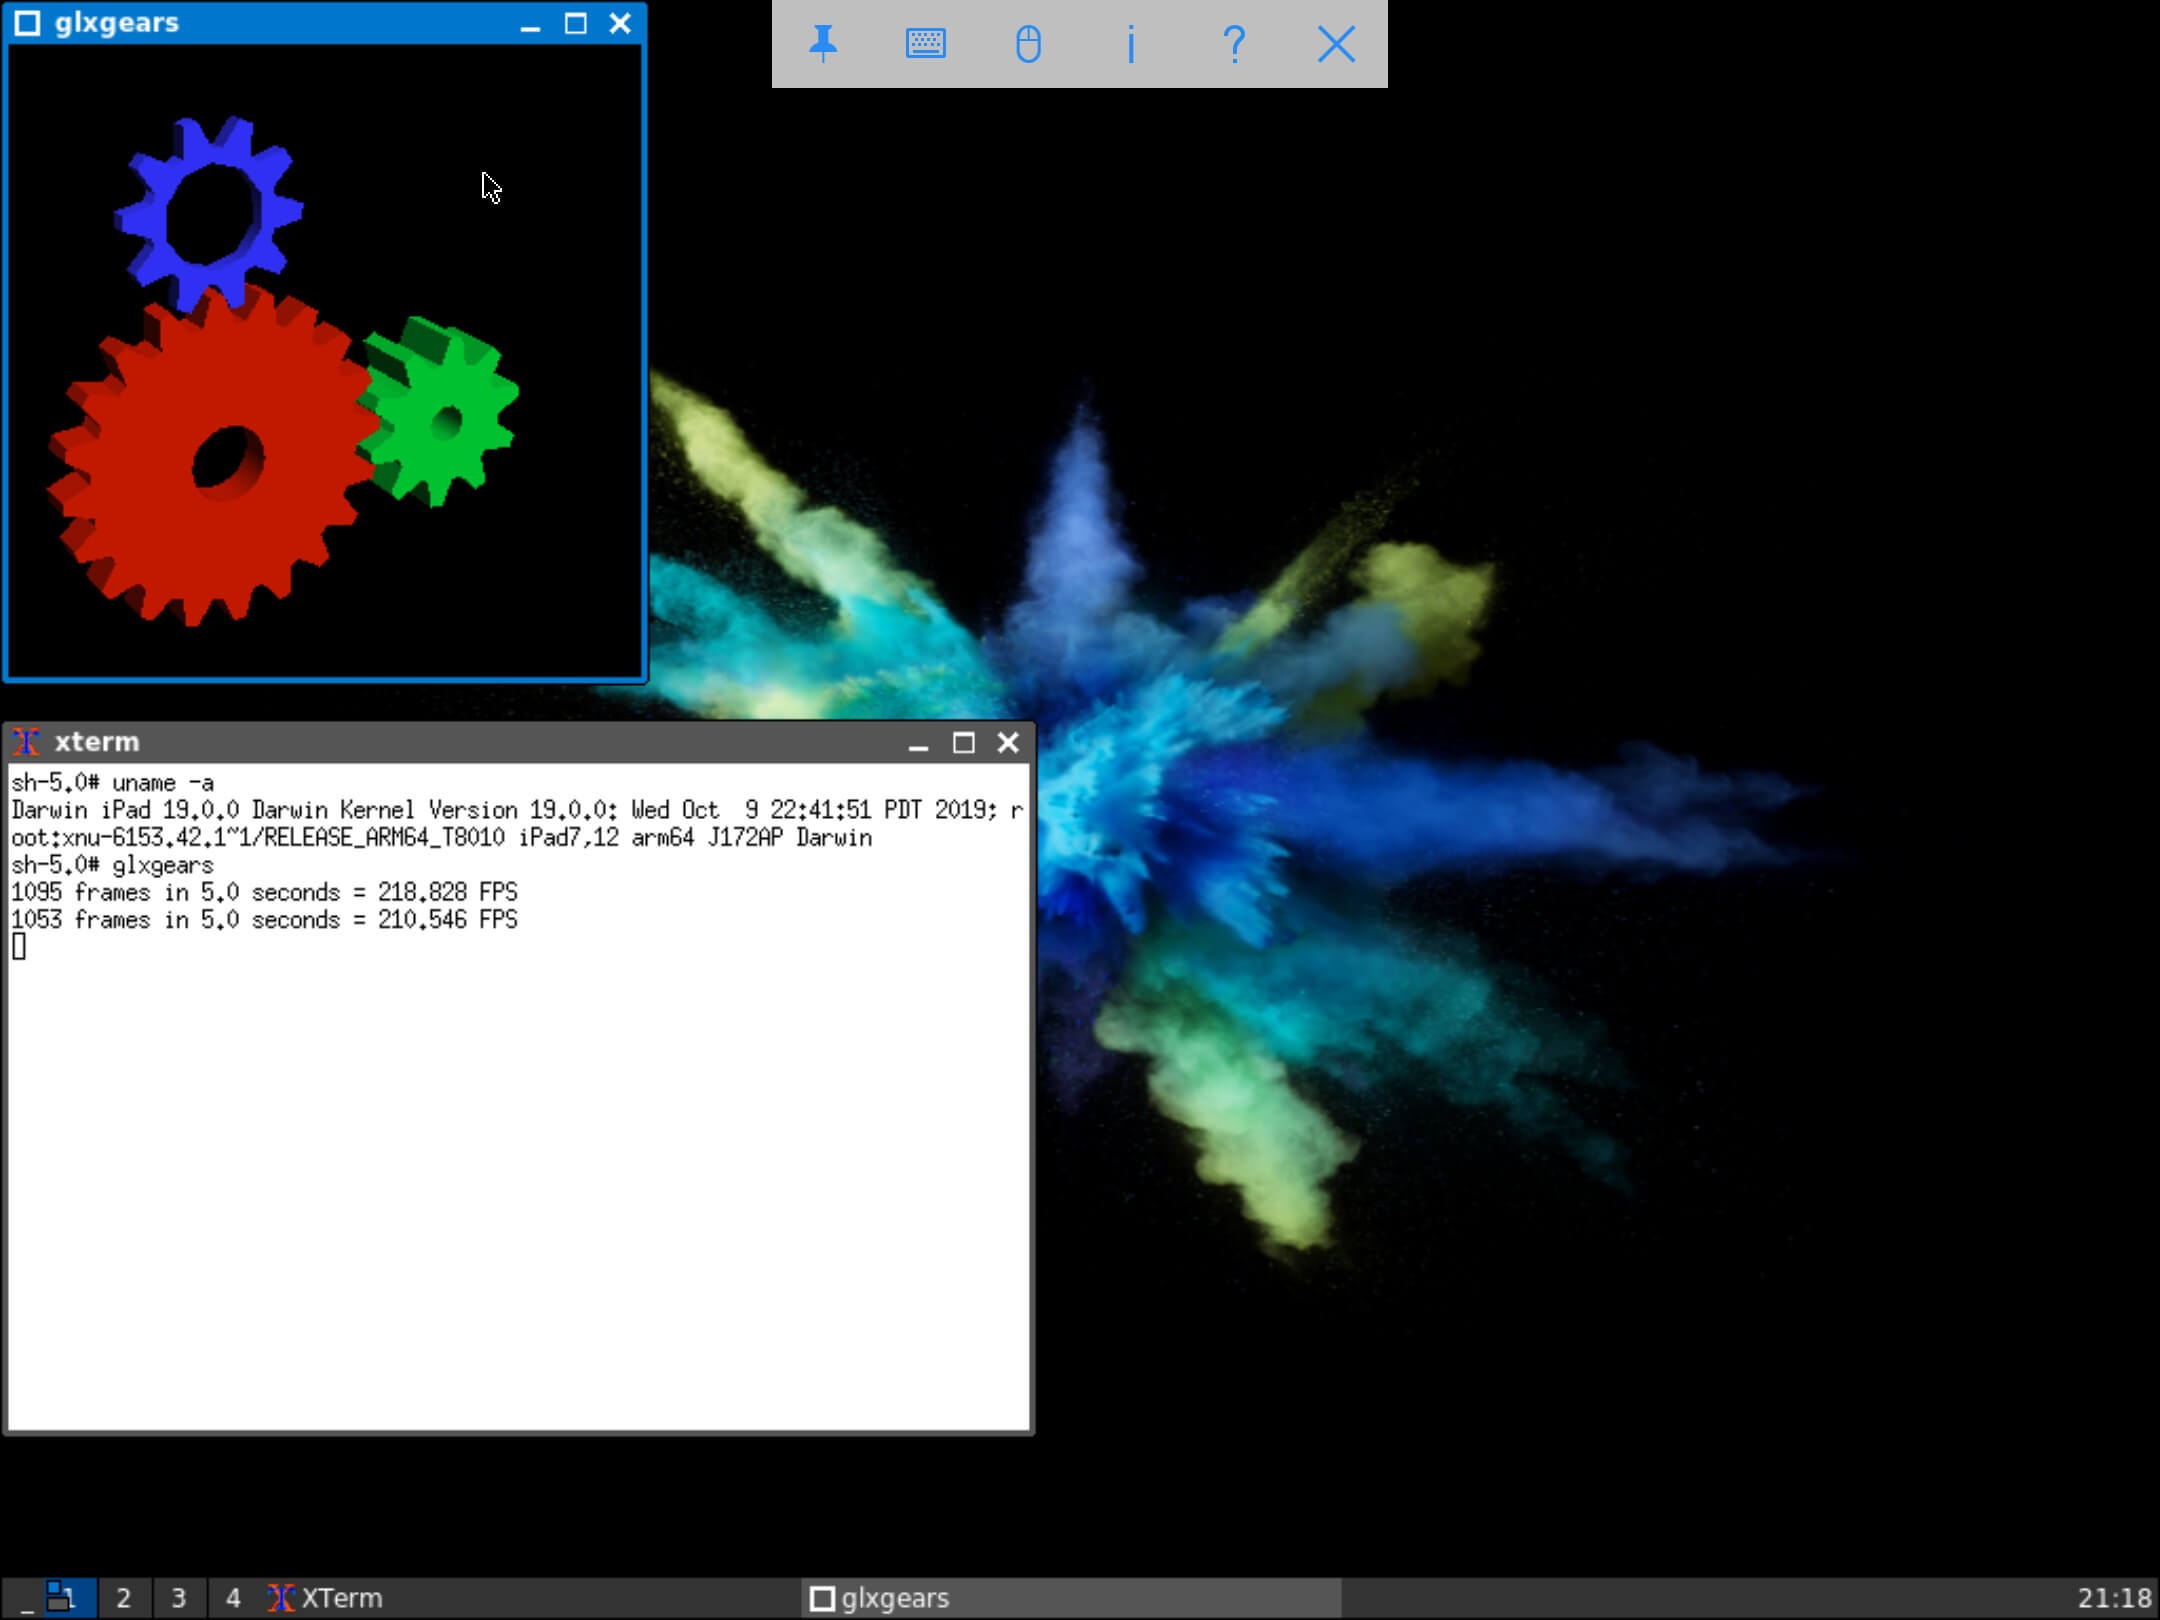 glxgears
xterm
sh-5.0# uname -a
Darwin iPad 19.0.0 Darwin Kernel Version 19.0.0: Wed Oct  9 22:41:51 PDT 2019; r
oot:xnu-6153.42.1~1/RELEASE_ARM64_T8010 iPad7,12 arm64 J172AP Darwin
sh-5.0# glxgears
1095 frames in 5.0 seconds = 218.828 FPS
1053 frames in 5.0 seconds = 210.546 FPS
_ 1 2 3 4 XTerm glxgears 21:18